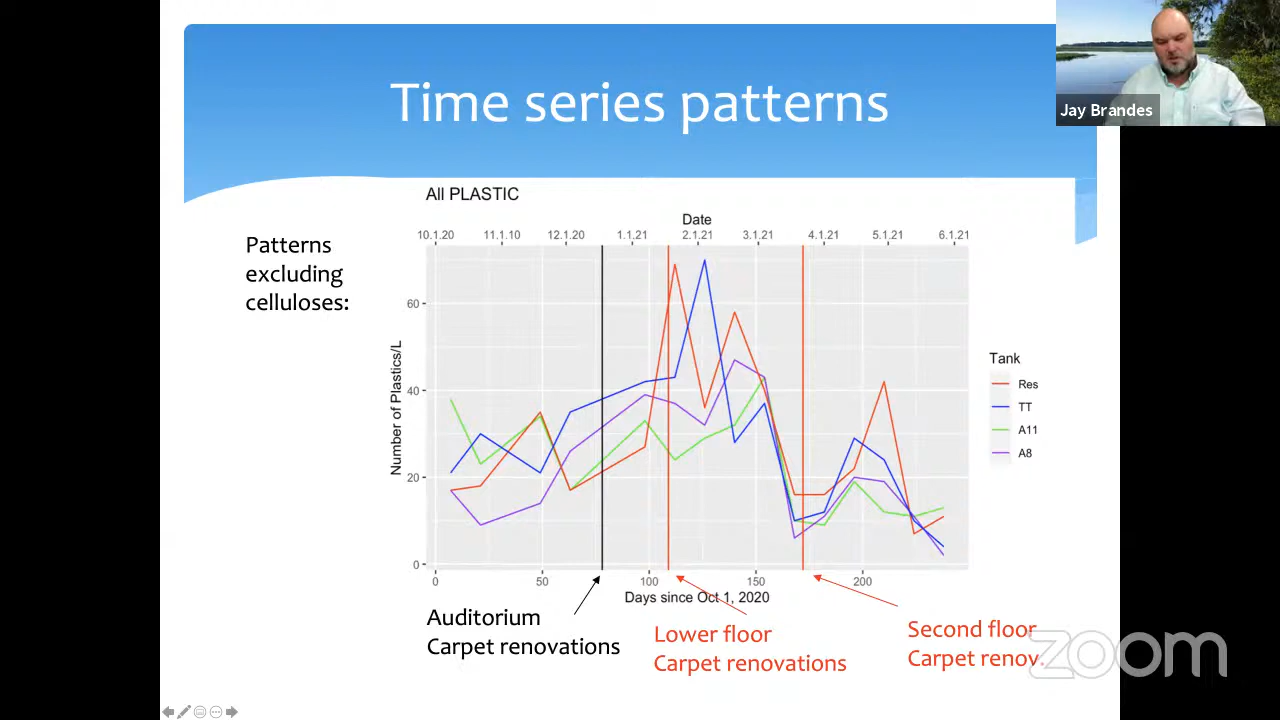 Time series patterns
Jay Brandes
All PLASTIC
Patterns
excluding
celluloses:
Date
10.1.20 11.1.10 12.1.20 1.1.21 2.1.21 3.1.21 4.1.21 5.1.21 6.1.21
Number of Plastics/L
60
40
20
0
0 50 100 150 200
Days since Oct 1, 2020
Tank
Res
TT
A11
A8
Auditorium
Carpet renovations
Lower floor
Carpet renovations
Second floor
Carpet renov.
zoom